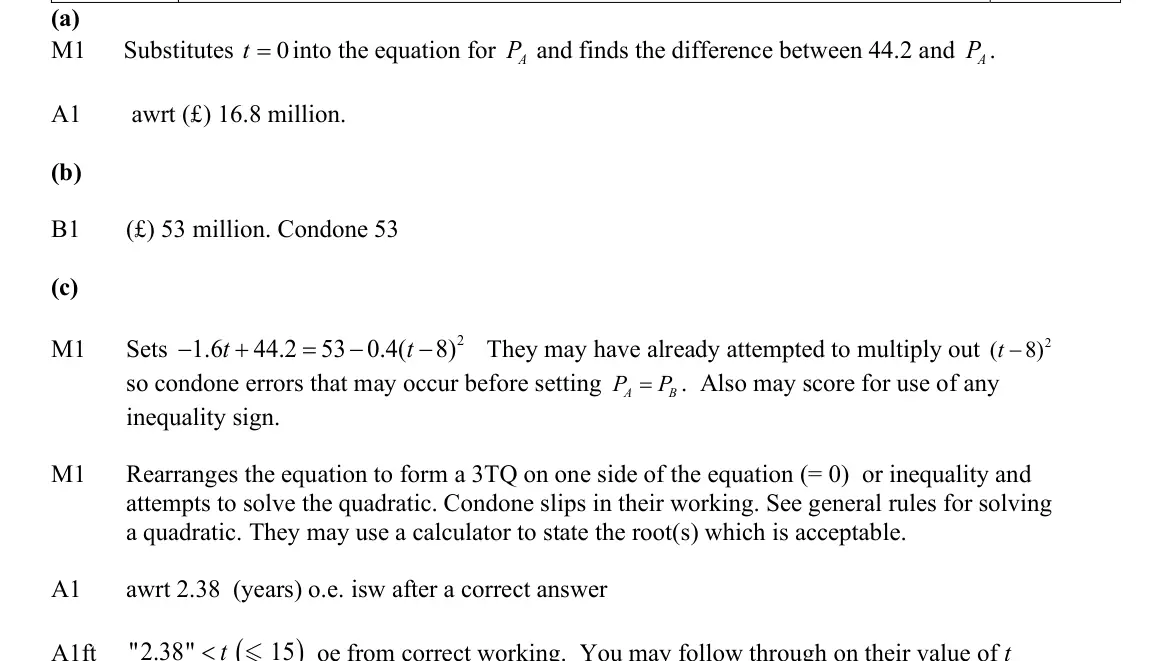 (a)
M1 Substitutes t = 0 into the equation for P_A and finds the difference between 44.2 and P_A.
A1 awrt (£) 16.8 million.
(b)
B1 (£) 53 million. Condone 53
(c)
M1 Sets −1.6t + 44.2 = 53 − 0.4(t − 8)² They may have already attempted to multiply out (t − 8)²
so condone errors that may occur before setting P_A = P_B. Also may score for use of any
inequality sign.
M1 Rearranges the equation to form a 3TQ on one side of the equation (= 0) or inequality and
attempts to solve the quadratic. Condone slips in their working. See general rules for solving
a quadratic. They may use a calculator to state the root(s) which is acceptable.
A1 awrt 2.38 (years) o.e. isw after a correct answer
A1ft "2.38" < t (⩽ 15) oe from correct working. You may follow through on their value of t